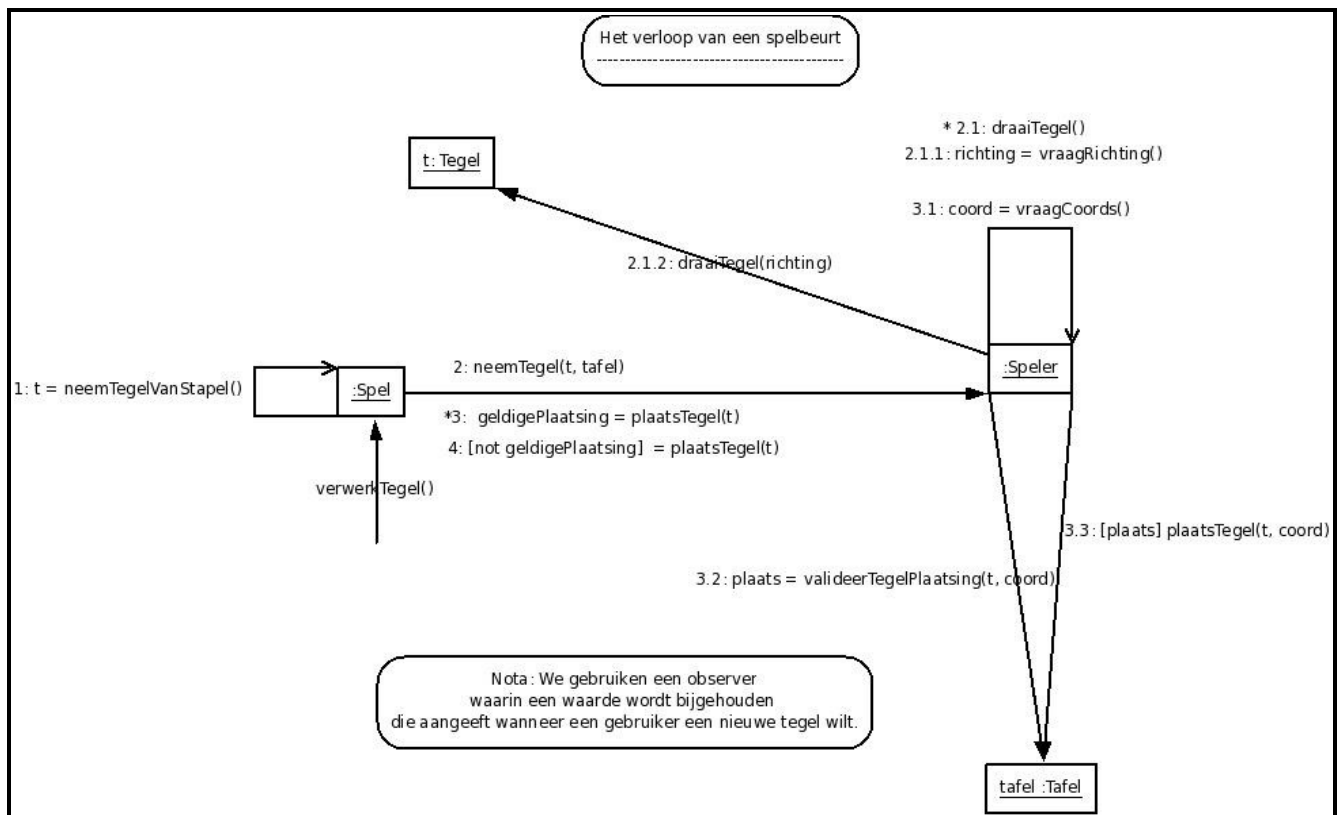 Het verloop van een spelbeurt
* 2.1: draaiTegel()
2.1.1: richting = vraagRichting()
t: Tegel
3.1: coord = vraagCoords()
2.1.2: draaiTegel(richting)
:Speler
2: neemTegel(t, tafel)
1: t = neemTegelVanStapel()
:Spel
*3: geldigePlaatsing = plaatsTegel(t)
4: [not geldigePlaatsing] = plaatsTegel(t)
verwerkTegel()
3.3: [plaats] plaatsTegel(t, coord)
3.2: plaats = valideerTegelPlaatsing(t, coord)
Nota: We gebruiken een observer
waarin een waarde wordt bijgehouden
die aangeeft wanneer een gebruiker een nieuwe tegel wilt.
tafel :Tafel